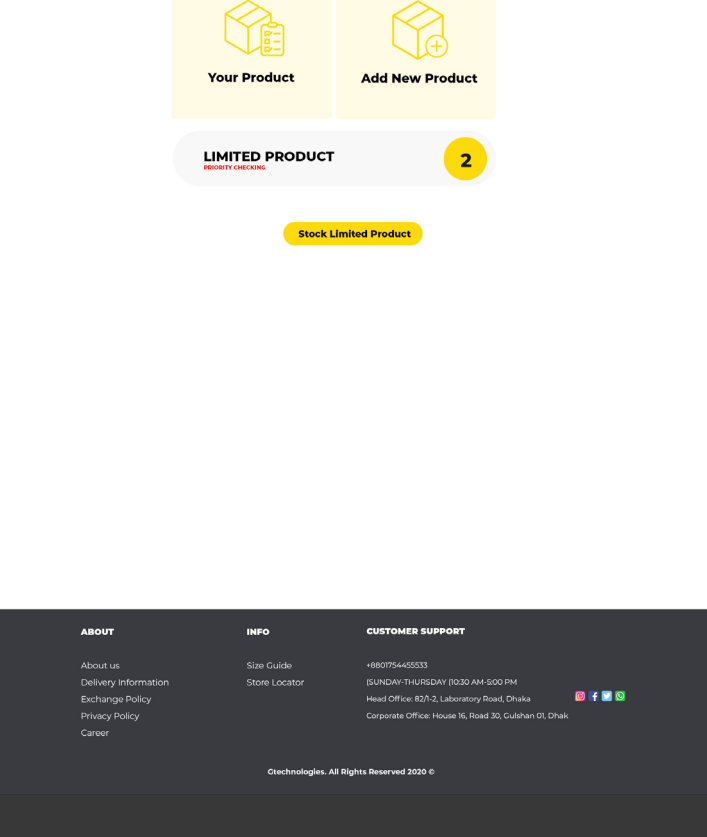 Your Product
Add New Product
LIMITED PRODUCT
PRIORITY CHECKING
2
Stock Limited Product
ABOUT
About us
Delivery Information
Exchange Policy
Privacy Policy
Career
INFO
Size Guide
Store Locator
CUSTOMER SUPPORT
+8801754455533
(SUNDAY-THURSDAY (10:30 AM-5:00 PM
Head Office: 82/1-2, Laboratory Road, Dhaka
Corporate Office: House 16, Road 30, Gulshan 01, Dhak
Gtechnologies. All Rights Reserved 2020 ©